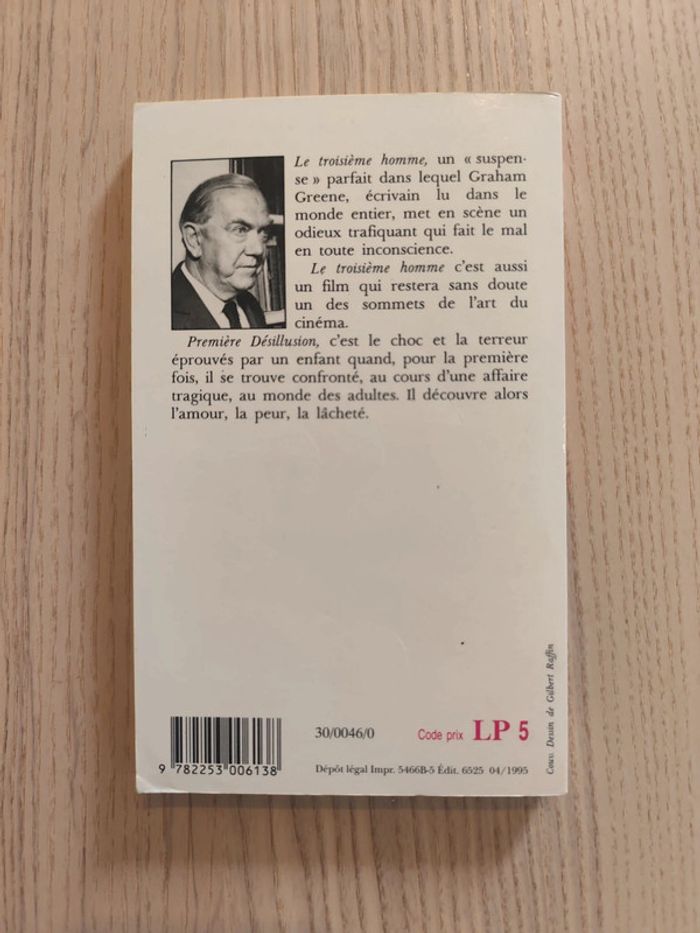 Le troisième homme, un « suspen-
se » parfait dans lequel Graham
Greene, écrivain lu dans le
monde entier, met en scène un
odieux trafiquant qui fait le mal
en toute inconscience.
Le troisième homme c'est aussi
un film qui restera sans doute
un des sommets de l'art du
cinéma.
Première Désillusion, c'est le choc et la terreur
éprouvés par un enfant quand, pour la première
fois, il se trouve confronté, au cours d'une affaire
tragique, au monde des adultes. Il découvre alors
l'amour, la peur, la lâcheté.
Couv. Dessin de Gilbert Raffin
30/0046/0
Code prix LP 5
9 782253 006138
Dépôt légal Impr. 5466B-5 Édit. 6525 04/1995